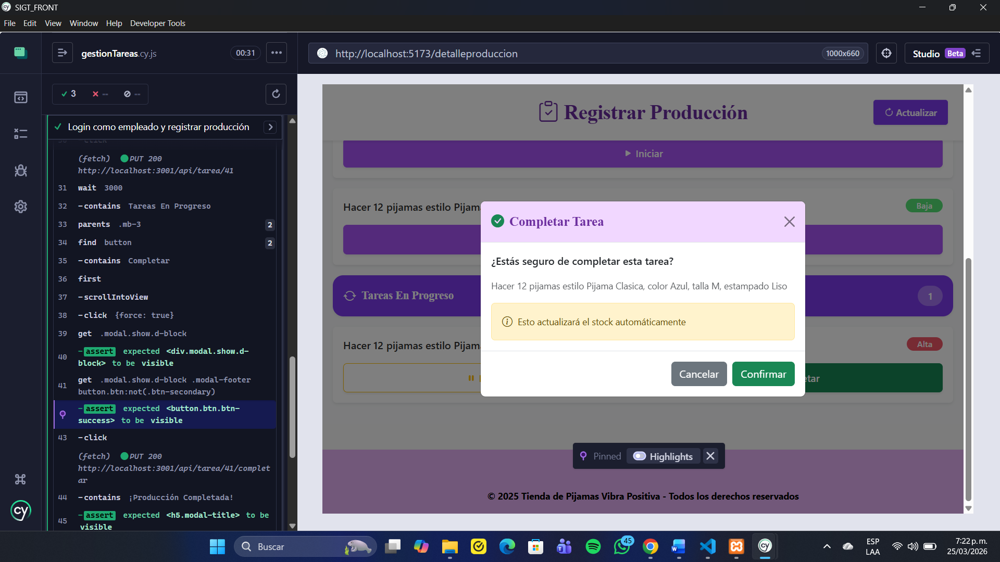 SIGT_FRONT
File Edit View Window Help Developer Tools
gestionTareas.cy.js
00:31
http://localhost:5173/detalleproduccion
1000x660
Studio Beta
3 -- --
Login como empleado y registrar producción
(fetch) PUT 200
http://localhost:3001/api/tarea/41
31 wait 3000
32 -contains Tareas En Progreso
33 parents .mb-3 2
34 find button 2
35 -contains Completar
36 first
37 -scrollIntoView
38 -click {force: true}
39 get .modal.show.d-block
40 -assert expected <div.modal.show.d-
block> to be visible
41 get .modal.show.d-block .modal-footer
button.btn:not(.btn-secondary)
-assert expected <button.btn.btn-
success> to be visible
43 -click
(fetch) PUT 200
http://localhost:3001/api/tarea/41/complet
ar
44 -contains ¡Producción Completada!
45 -assert expected <h5.modal-title> to be
visible
Registrar Producción
Actualizar
Iniciar
Hacer 12 pijamas estilo Pijam
Baja
Tareas En Progreso
1
Hacer 12 pijamas estilo Pijam
Alta
etar
Completar Tarea
¿Estás seguro de completar esta tarea?
Hacer 12 pijamas estilo Pijama Clasica, color Azul, talla M, estampado Liso
Esto actualizará el stock automáticamente
Cancelar
Confirmar
Pinned
Highlights
© 2025 Tienda de Pijamas Vibra Positiva - Todos los derechos reservados
cy
Buscar
45
ESP
LAA
7:22 p. m.
25/03/2026